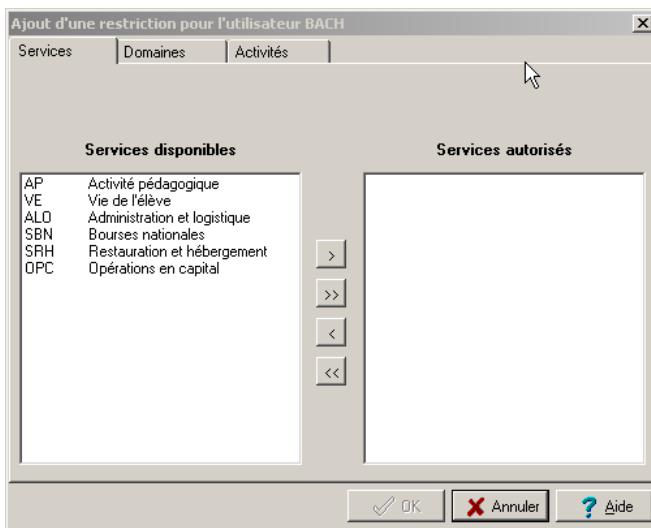 Ajout d'une restriction pour l'utilisateur BACH
Services Domaines Activités
Services disponibles Services autorisés
AP Activité pédagogique
VE Vie de l'élève
ALO Administration et logistique
SBN Bourses nationales
SRH Restauration et hébergement
OPC Opérations en capital
>
>>
<
<<
OK Annuler ? Aide